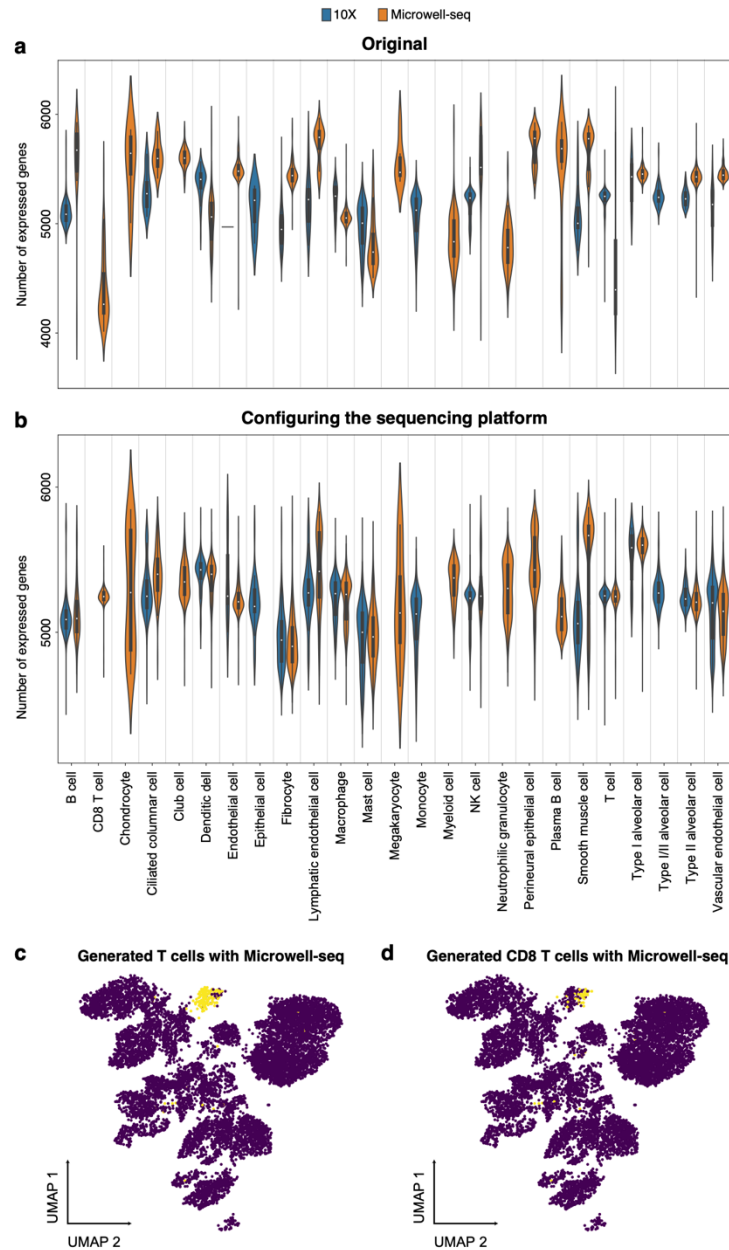 10X Microwell-seq
a Original
Number of expressed genes
6000
5000
4000
b Configuring the sequencing platform
Number of expressed genes
6000
5000
B cell
CD8 T cell
Chondrocyte
Ciliated columnar cell
Club cell
Denditic dell
Endothelial cell
Epithelial cell
Fibrocyte
Lymphatic endothelial cell
Macrophage
Mast cell
Megakaryocyte
Monocyte
Myeloid cell
NK cell
Neutrophilic granulocyte
Perineural epithelial cell
Plasma B cell
Smooth muscle cell
T cell
Type I alveolar cell
Type I/II alveolar cell
Type II alveolar cell
Vascular endothelial cell
c Generated T cells with Microwell-seq
UMAP 1
UMAP 2
d Generated CD8 T cells with Microwell-seq
UMAP 1
UMAP 2